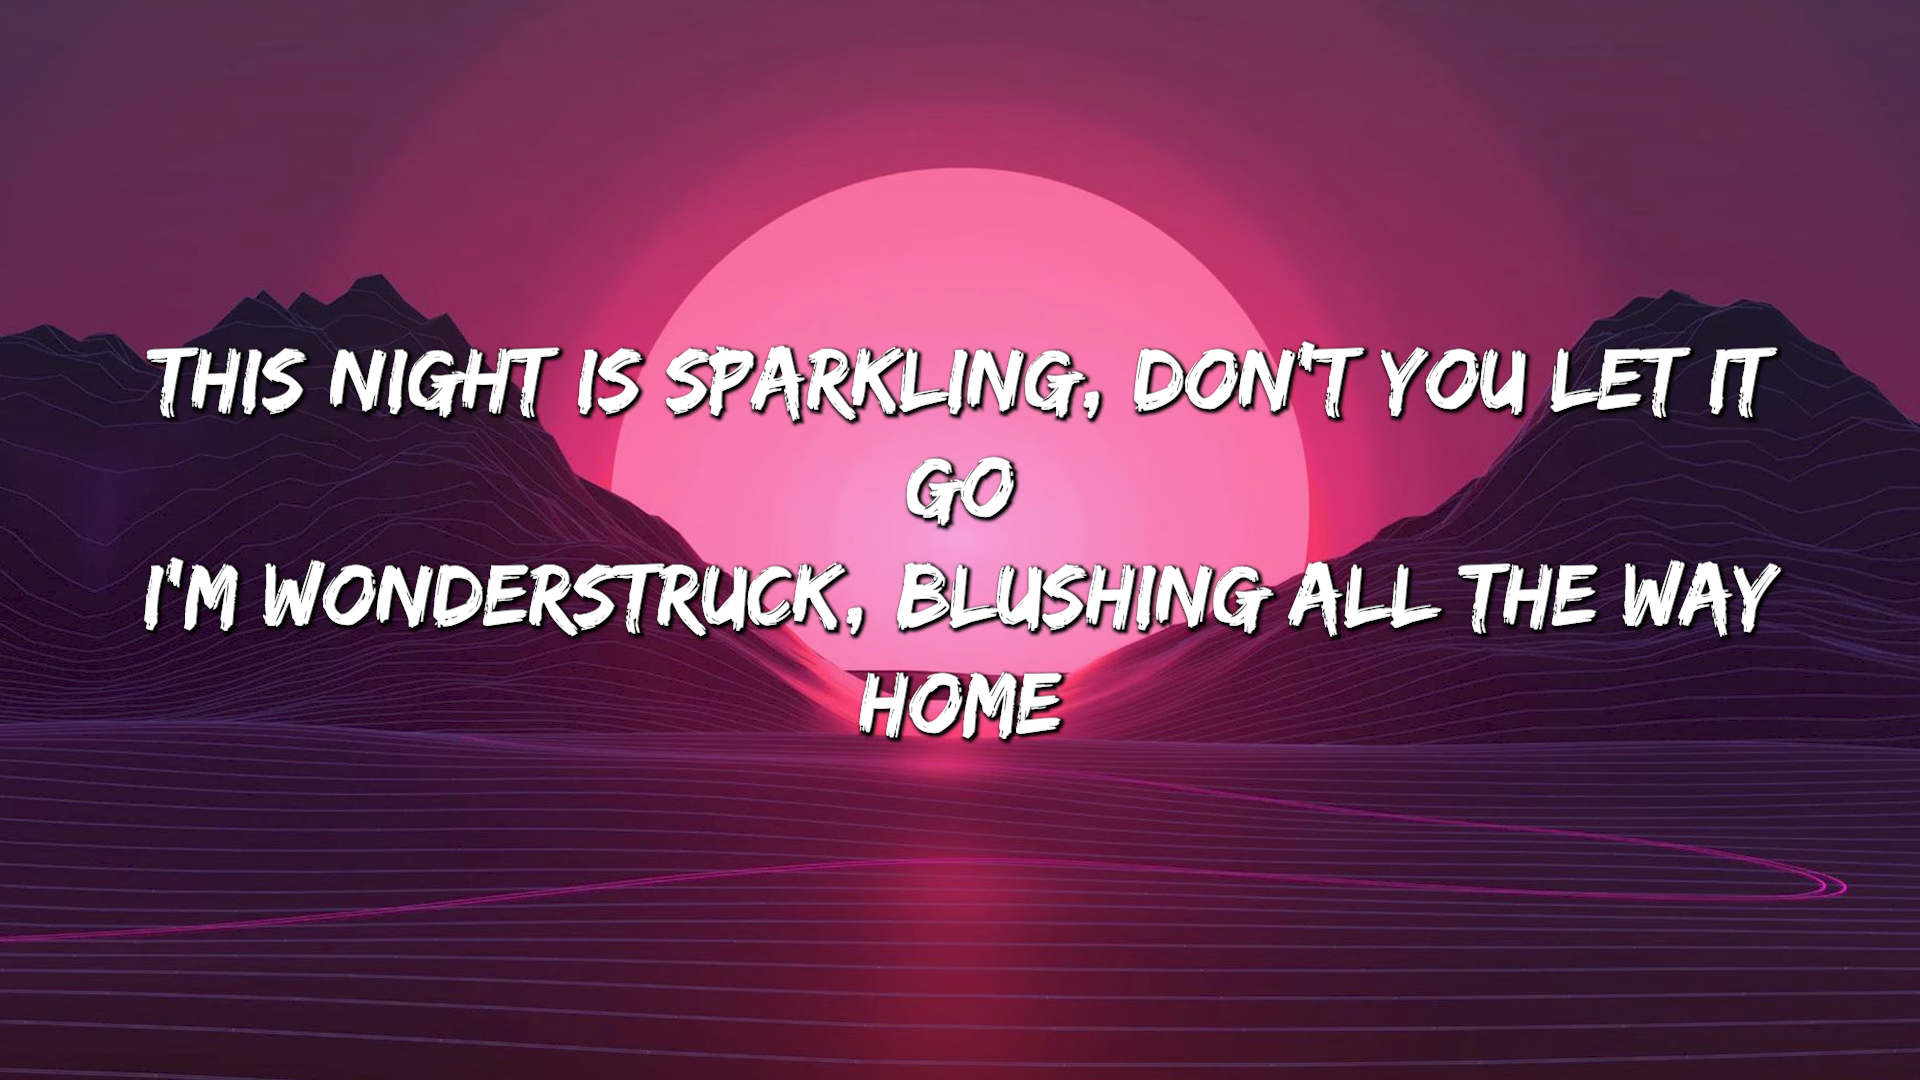 THIS NIGHT IS SPARKLING, DON'T YOU LET IT
GO
I'M WONDERSTRUCK, BLUSHING ALL THE WAY
HOME